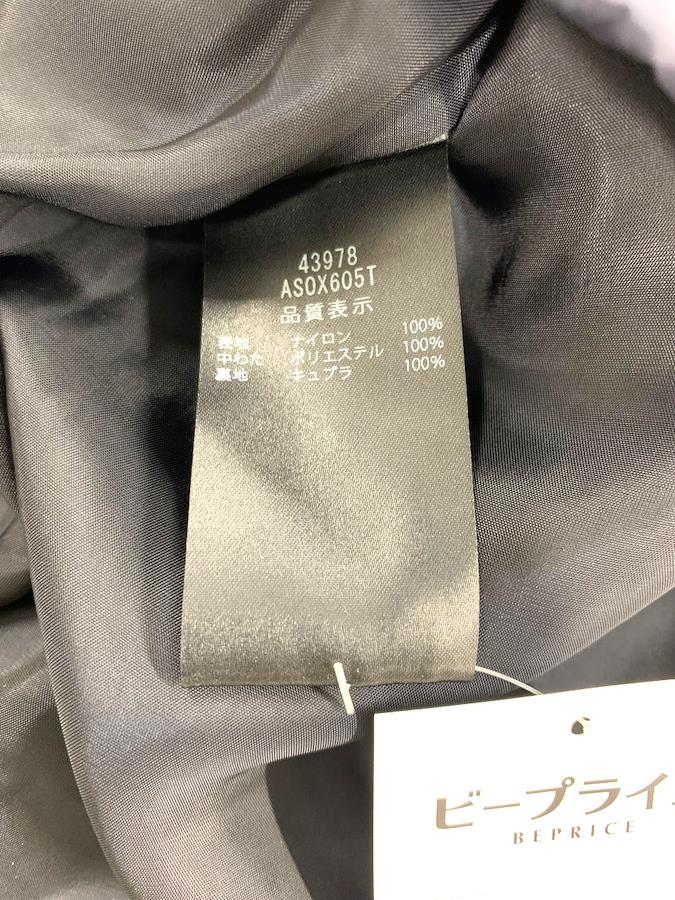 43978
ASOX605T
品質表示
表地 ナイロン 100%
中わた ポリエステル 100%
裏地 キュプラ 100%
ビープライ
BEPRICE